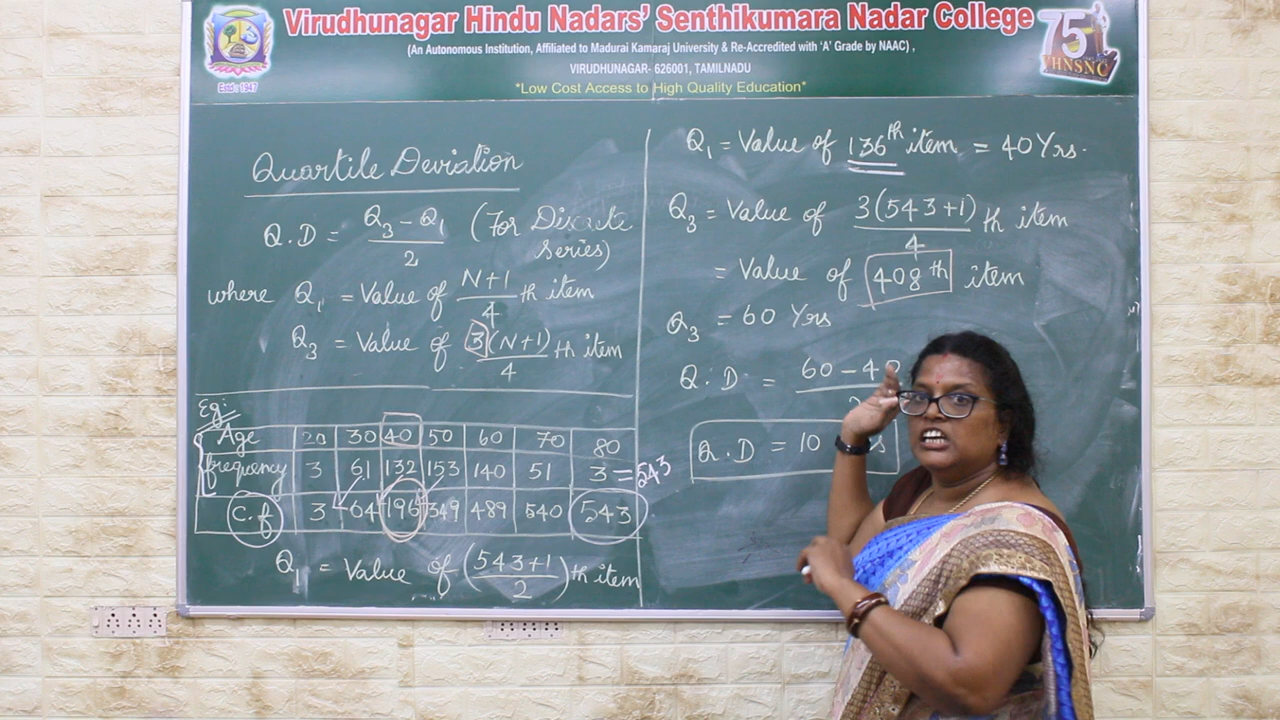 Virudhunagar Hindu Nadars' Senthikumara Nadar College
(An Autonomous Institution, Affiliated to Madurai Kamaraj University & Re-Accredited with 'A' Grade by NAAC) ,
VIRUDHUNAGAR- 626001, TAMILNADU
*Low Cost Access to High Quality Education*
Estd : 1947
75
VHNSNC
Quartile Deviation
Q.D = (Q3 - Q1)/2 (For Discrete
Series)
where Q1 = Value of (N+1)/4 th item
Q3 = Value of 3(N+1)/4 th item
Eg:
Age 20 30 40 50 60 70 80
frequency 3 61 132 153 140 51 3 = 543
C.f 3 64 196 349 489 540 543
Q1 = Value of ((543+1)/2) th item
Q1 = Value of 136th item = 40 Yrs.
Q3 = Value of 3(543+1)/4 th item
= Value of 408th item
Q3 = 60 Yrs
Q.D = 60 - 40
Q.D = 10